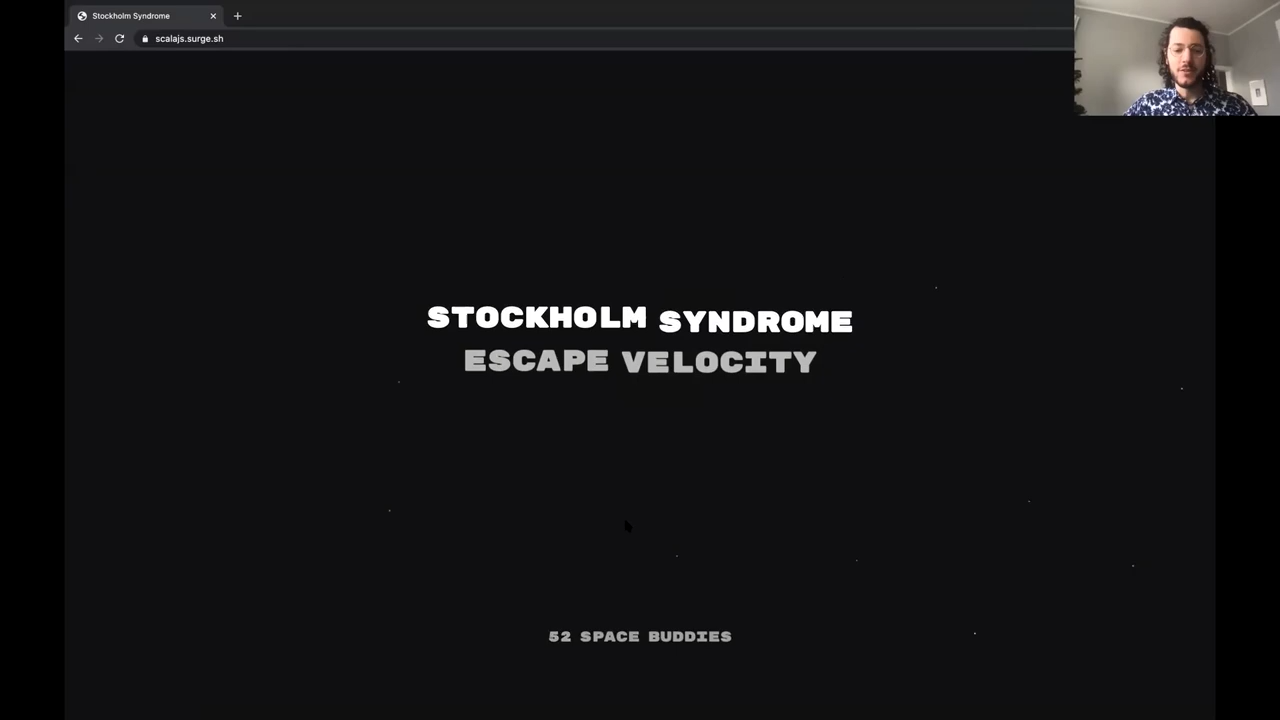 Stockholm Syndrome
scalajs.surge.sh
STOCKHOLM SYNDROME
ESCAPE VELOCITY
52 SPACE BUDDIES